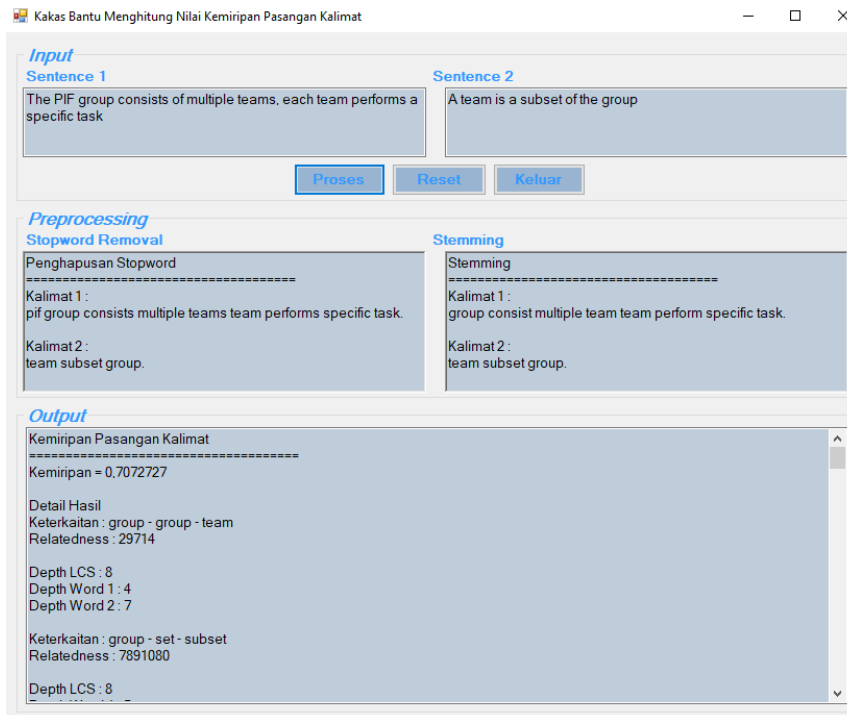 Kakas Bantu Menghitung Nilai Kemiripan Pasangan Kalimat
Input
Sentence 1
The PIF group consists of multiple teams, each team performs a
specific task
Sentence 2
A team is a subset of the group
Proses
Reset
Keluar
Preprocessing
Stopword Removal
Penghapusan Stopword
=====================================
Kalimat 1 :
pif group consists multiple teams team performs specific task.
Kalimat 2 :
team subset group.
Stemming
Stemming
=====================================
Kalimat 1 :
group consist multiple team team perform specific task.
Kalimat 2 :
team subset group.
Output
Kemiripan Pasangan Kalimat
=====================================
Kemiripan = 0,7072727
Detail Hasil
Keterkaitan : group - group - team
Relatedness : 29714
Depth LCS : 8
Depth Word 1 : 4
Depth Word 2 : 7
Keterkaitan : group - set - subset
Relatedness : 7891080
Depth LCS : 8